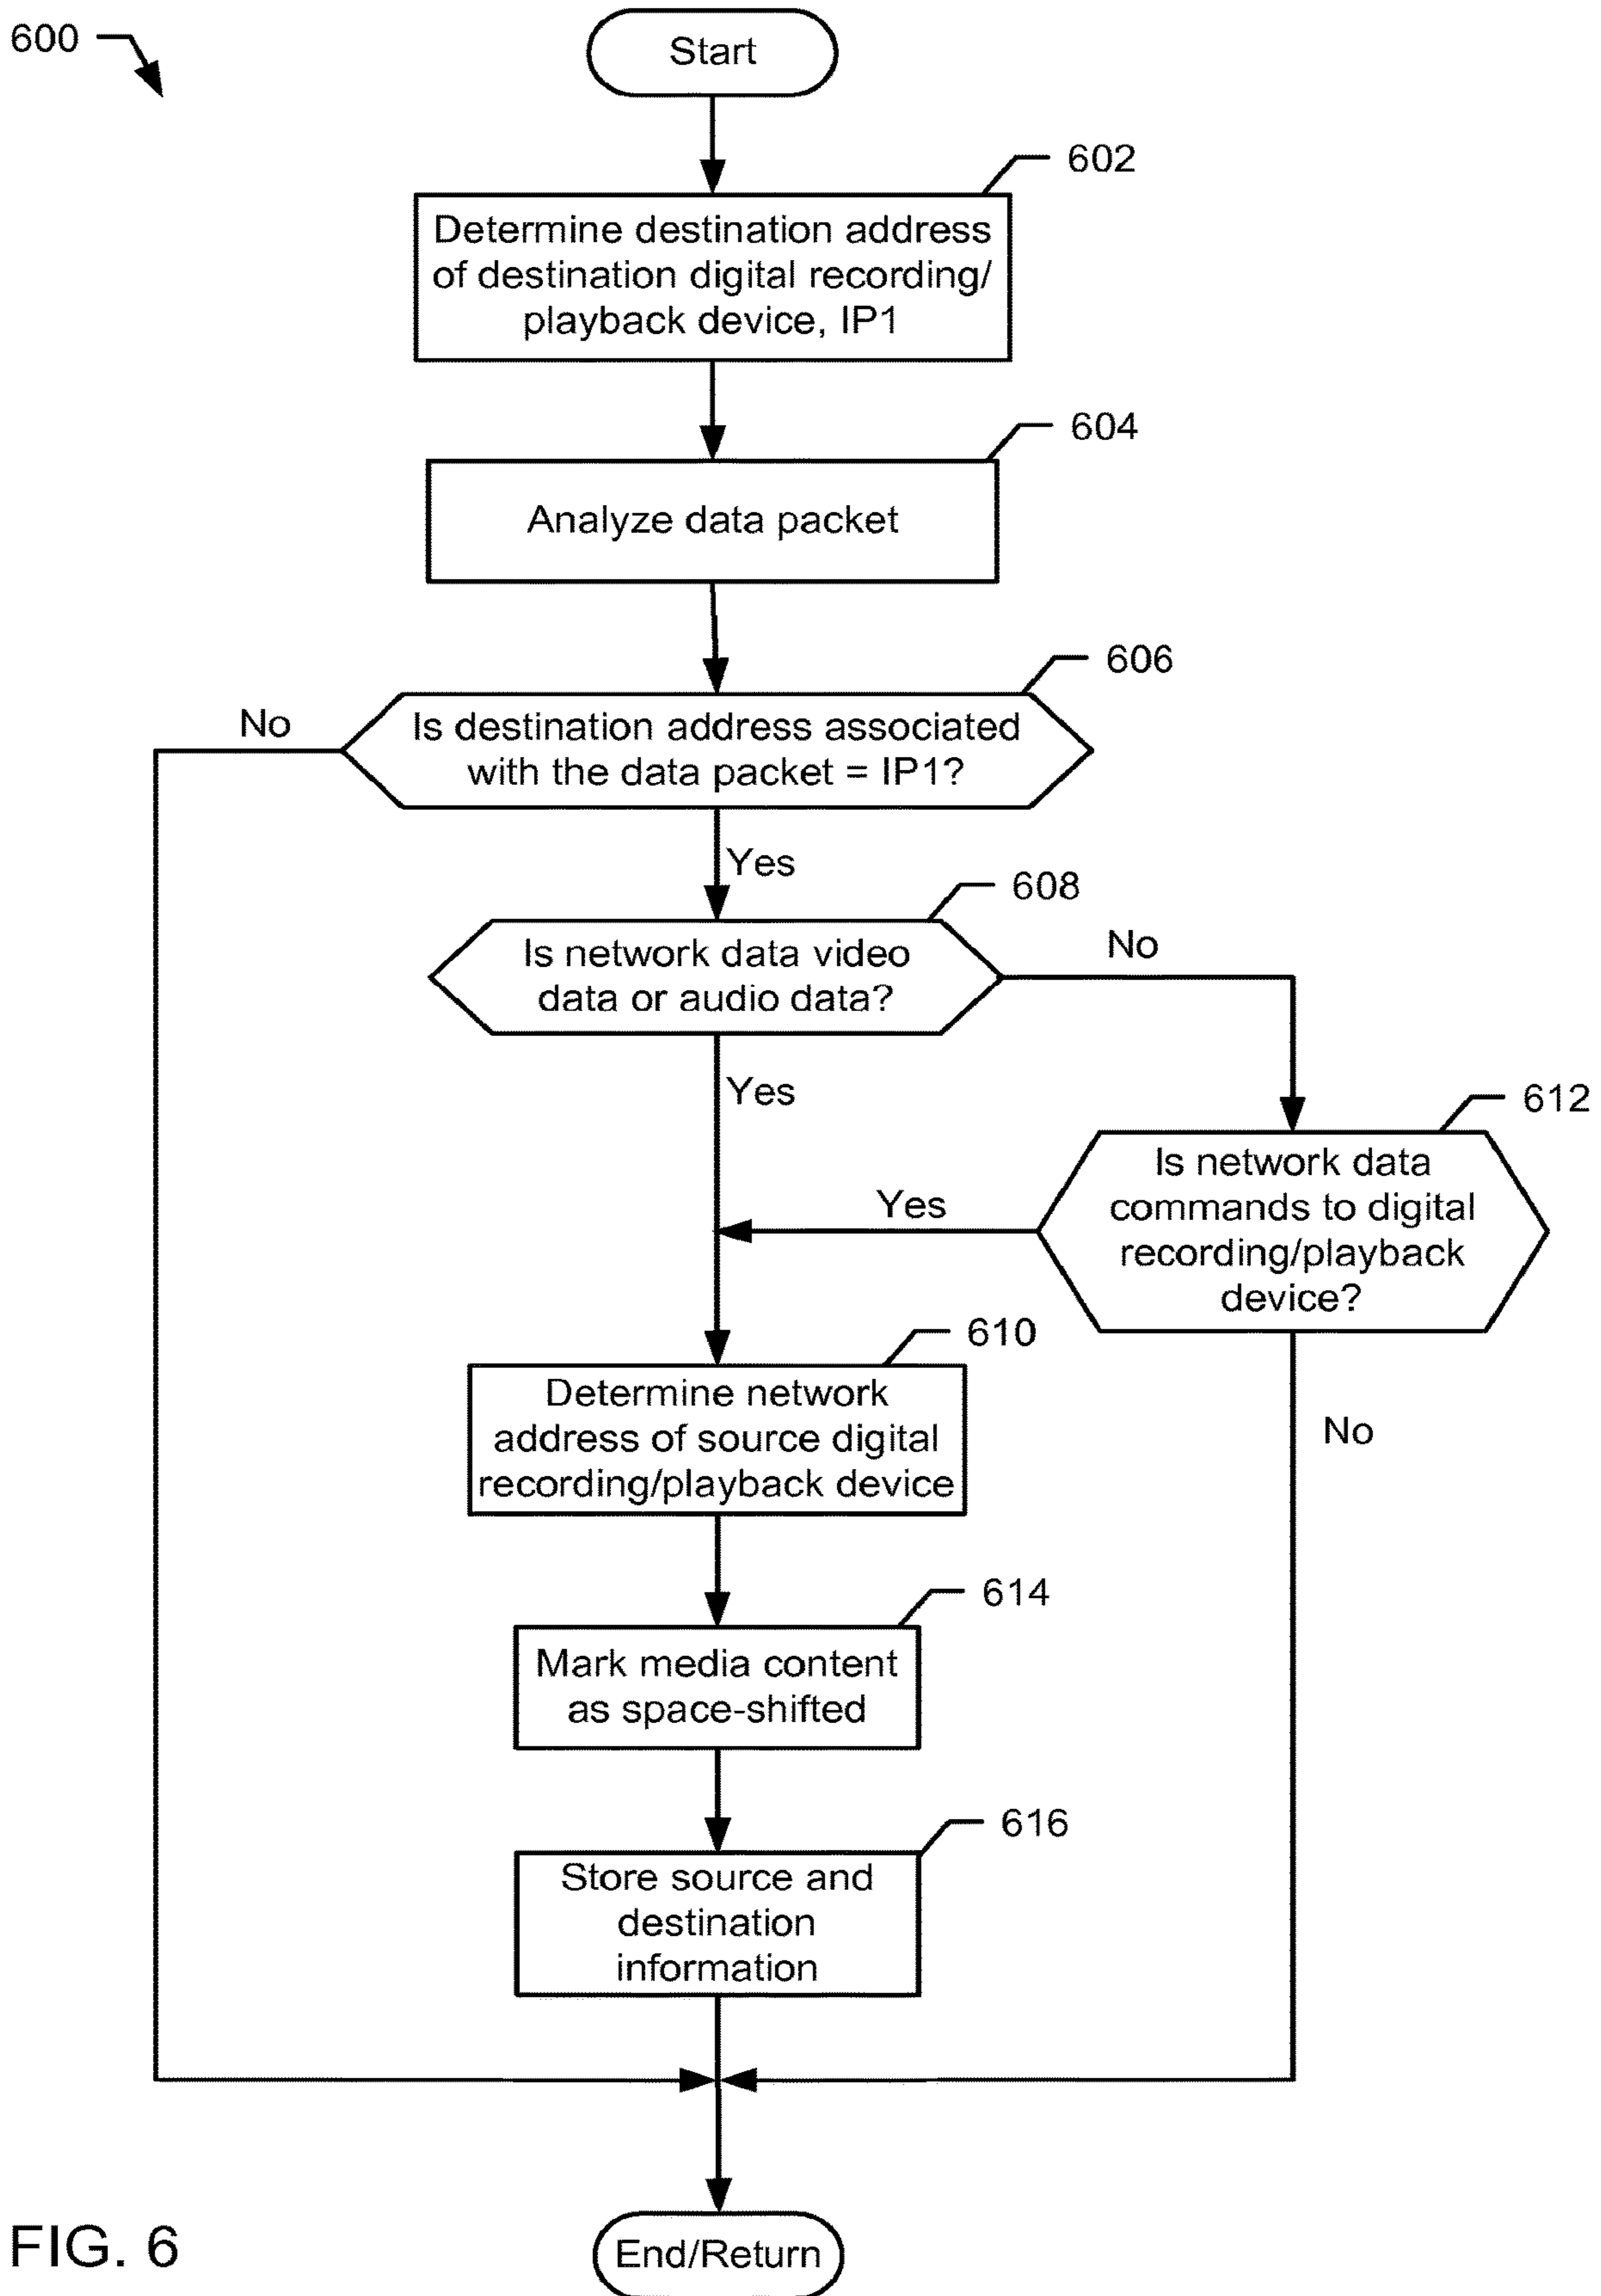 600
Start
602
Determine destination address
of destination digital recording/
playback device, IP1
604
Analyze data packet
606
No
Is destination address associated
with the data packet = IP1?
Yes
608
Is network data video
data or audio data?
No
Yes
612
Is network data
commands to digital
recording/playback
device?
Yes
610
Determine network
address of source digital
recording/playback device
No
614
Mark media content
as space-shifted
616
Store source and
destination
information
End/Return
FIG. 6